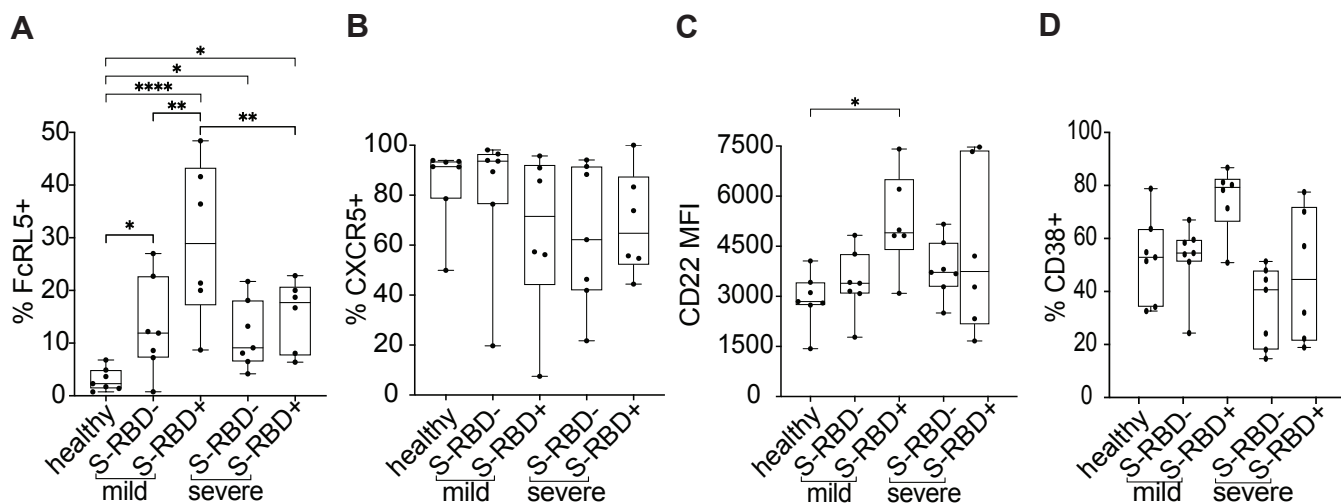 A
*
*
****
**
**
*
% FcRL5+
50
40
30
20
10
0
healthy
S-RBD-
S-RBD+
S-RBD-
S-RBD+
mild
severe
B
% CXCR5+
100
80
60
40
20
0
healthy
S-RBD-
S-RBD+
S-RBD-
S-RBD+
mild
severe
C
*
CD22 MFI
7500
6000
4500
3000
1500
0
healthy
S-RBD-
S-RBD+
S-RBD-
S-RBD+
mild
severe
D
% CD38+
100
80
60
40
20
0
healthy
S-RBD-
S-RBD+
S-RBD-
S-RBD+
mild
severe